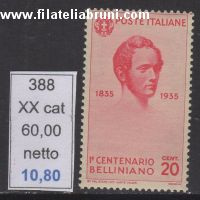 www.filateliabruni.com
388
XX cat
60,00
netto
10,80
POSTE ITALIANE
1835 1935
1° CENTENARIO
BELLINIANO
CENT.
20